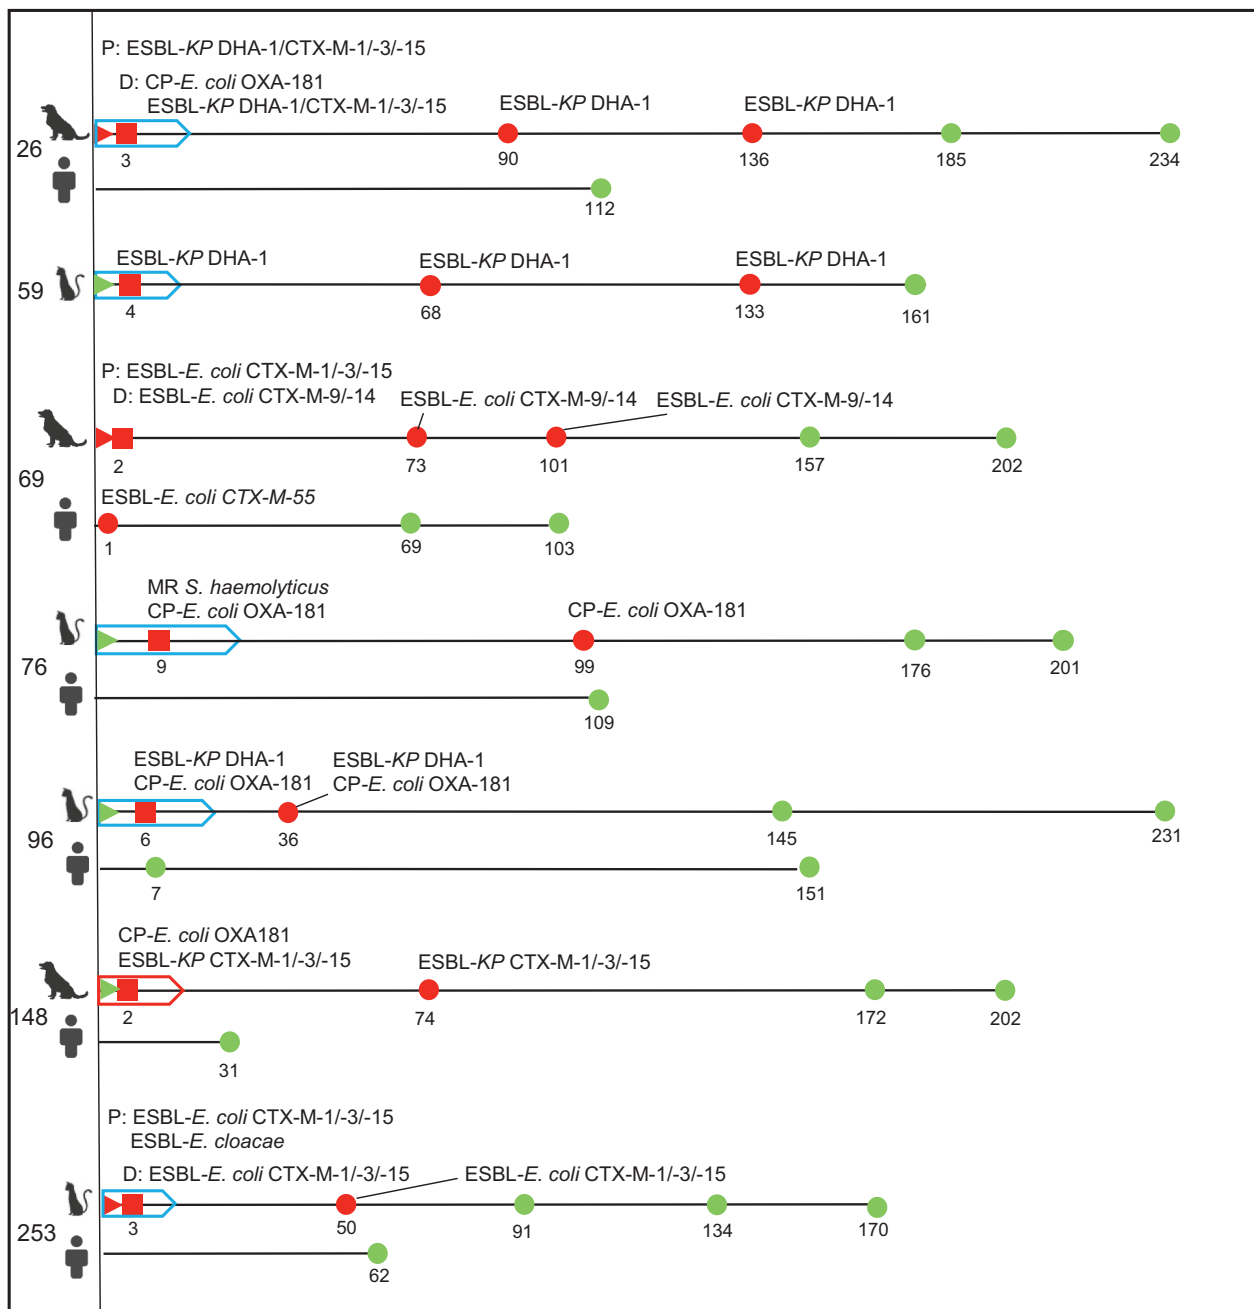 P: ESBL-KP DHA-1/CTX-M-1/-3/-15
D: CP-E. coli OXA-181
ESBL-KP DHA-1/CTX-M-1/-3/-15
ESBL-KP DHA-1
ESBL-KP DHA-1
26
3
90
136
185
234
112
ESBL-KP DHA-1
ESBL-KP DHA-1
ESBL-KP DHA-1
59
4
68
133
161
P: ESBL-E. coli CTX-M-1/-3/-15
D: ESBL-E. coli CTX-M-9/-14
ESBL-E. coli CTX-M-9/-14
ESBL-E. coli CTX-M-9/-14
2
73
101
157
202
69
ESBL-E. coli CTX-M-55
1
69
103
MR S. haemolyticus
CP-E. coli OXA-181
CP-E. coli OXA-181
76
9
99
176
201
109
ESBL-KP DHA-1
CP-E. coli OXA-181
ESBL-KP DHA-1
CP-E. coli OXA-181
96
6
36
145
231
7
151
CP-E. coli OXA181
ESBL-KP CTX-M-1/-3/-15
ESBL-KP CTX-M-1/-3/-15
148
2
74
172
202
31
P: ESBL-E. coli CTX-M-1/-3/-15
ESBL-E. cloacae
D: ESBL-E. coli CTX-M-1/-3/-15
ESBL-E. coli CTX-M-1/-3/-15
253
3
50
91
134
170
62